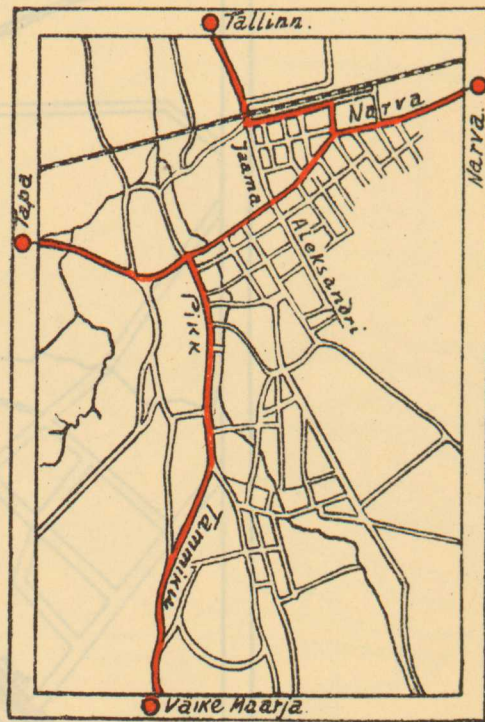 Tallinn.
Narva
Narva.
Jaama
Tapa
Aleksandri
Pikk
Tammiku
Väike Maarja.